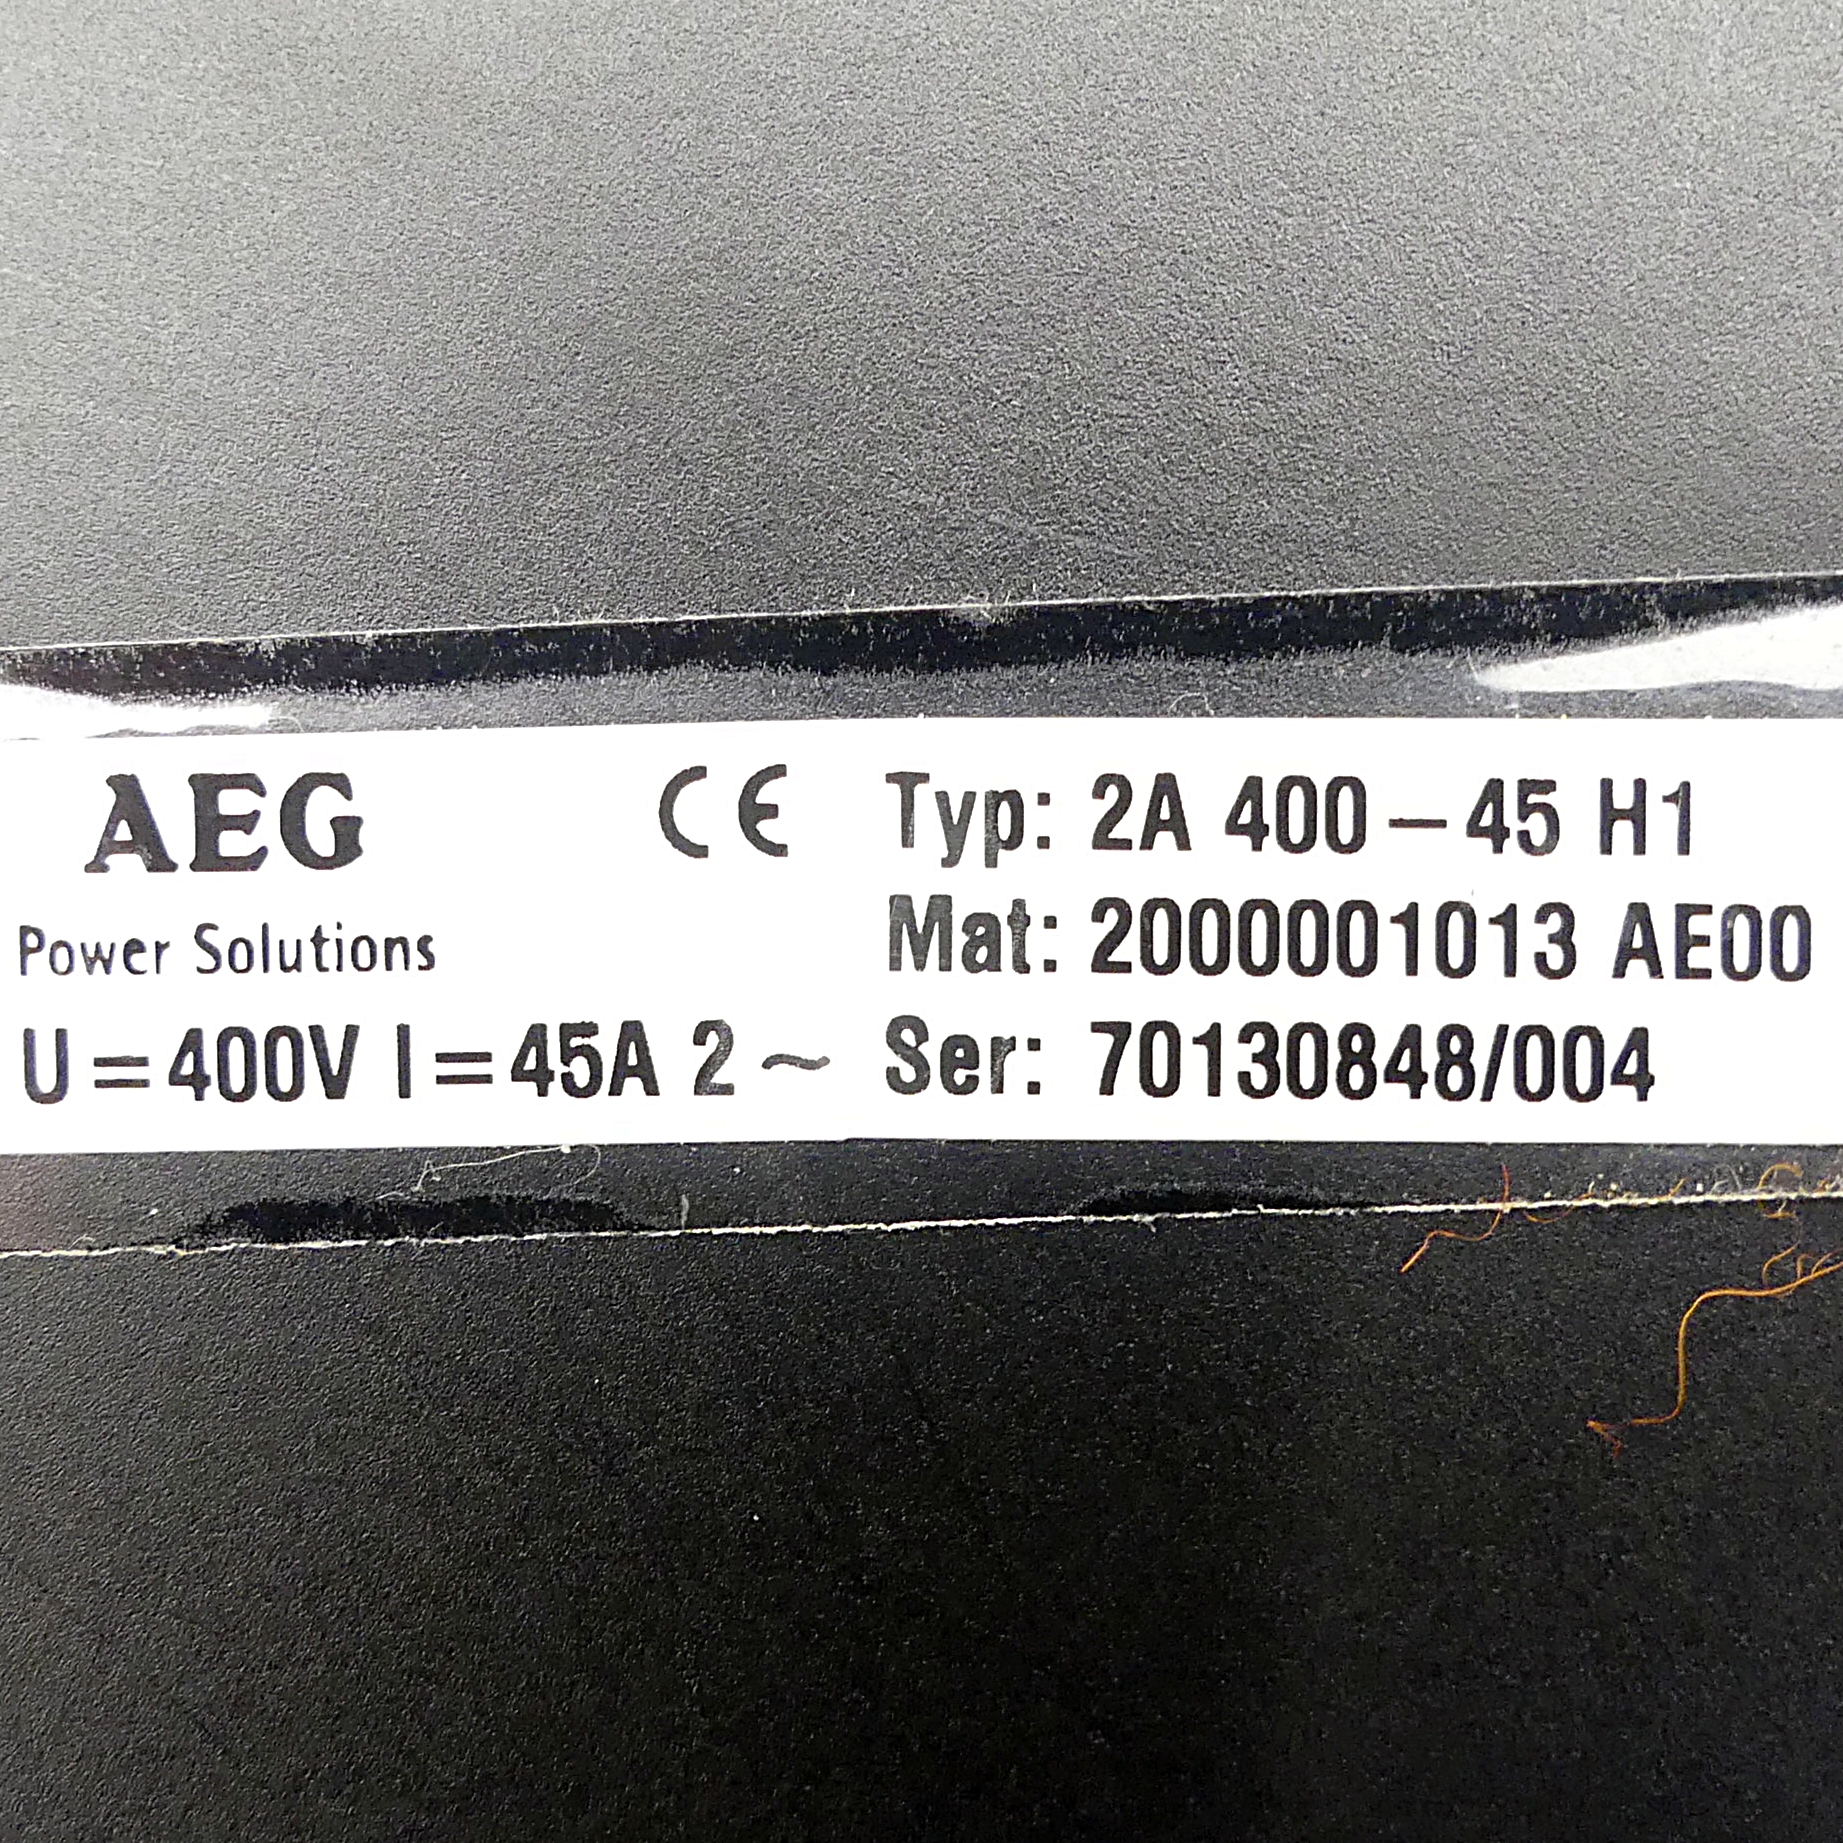 AEG CE Typ: 2A 400 – 45 H1
Power Solutions Mat: 2000001013 AE00
U = 400V I = 45A 2 ~ Ser: 70130848/004